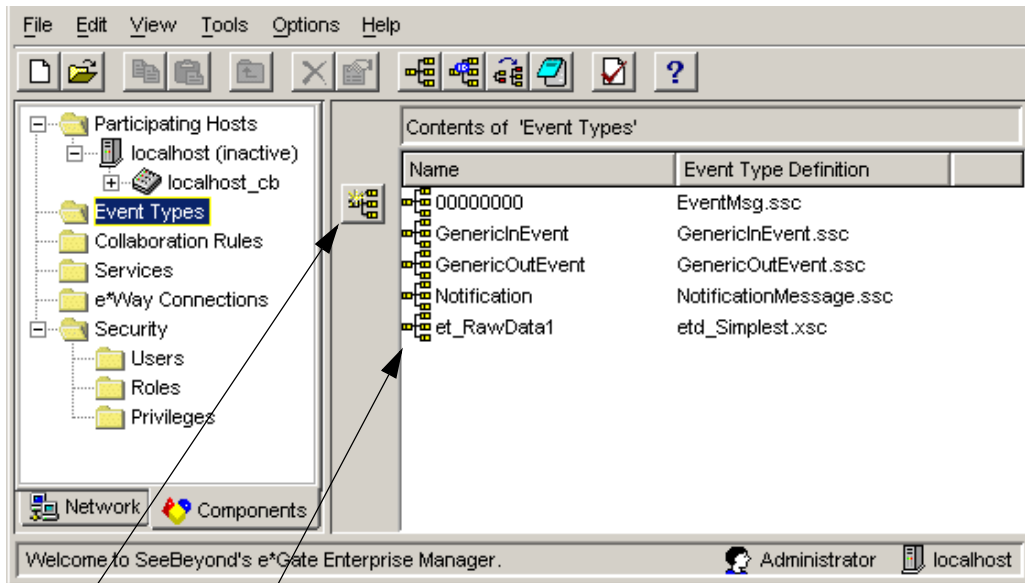 File Edit View Tools Options Help
?
Participating Hosts
localhost (inactive)
localhost_cb
Event Types
Collaboration Rules
Services
e*Way Connections
Security
Users
Roles
Privileges
Network
Components
Contents of 'Event Types'
Name Event Type Definition
00000000 EventMsg.ssc
GenericInEvent GenericInEvent.ssc
GenericOutEvent GenericOutEvent.ssc
Notification NotificationMessage.ssc
et_RawData1 etd_Simplest.xsc
Welcome to SeeBeyond's e*Gate Enterprise Manager. Administrator localhost